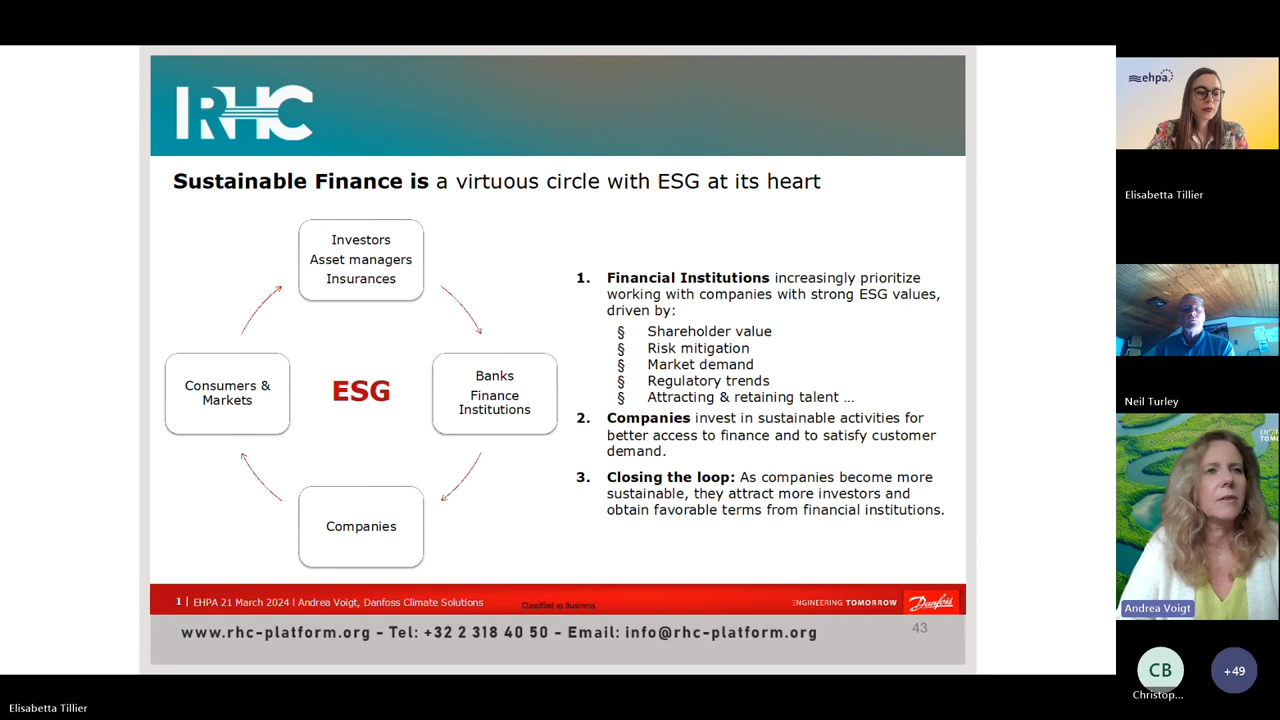 RHC
Sustainable Finance is a virtuous circle with ESG at its heart
Investors
Asset managers
Insurances
Consumers &
Markets
ESG
Banks
Finance
Institutions
Companies
1. Financial Institutions increasingly prioritize
working with companies with strong ESG values,
driven by:
§ Shareholder value
§ Risk mitigation
§ Market demand
§ Regulatory trends
§ Attracting & retaining talent …
2. Companies invest in sustainable activities for
better access to finance and to satisfy customer
demand.
3. Closing the loop: As companies become more
sustainable, they attract more investors and
obtain favorable terms from financial institutions.
1 | EHPA 21 March 2024 l Andrea Voigt, Danfoss Climate Solutions
Classified as Business
ENGINEERING TOMORROW
Danfoss
www.rhc-platform.org - Tel: +32 2 318 40 50 - Email: info@rhc-platform.org
43
ehpa
Elisabetta Tillier
Neil Turley
Andrea Voigt
CB
Christop...
+49
Elisabetta Tillier